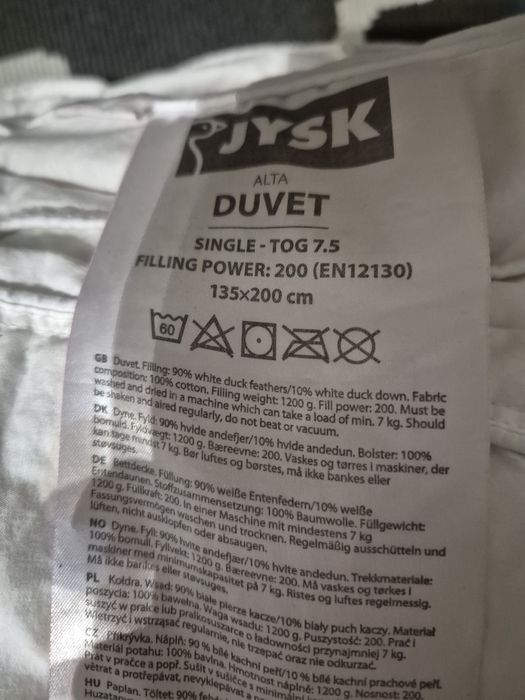 JYSK
ALTA
DUVET
SINGLE - TOG 7.5
FILLING POWER: 200 (EN12130)
135x200 cm
60
GB Duvet. Filling: 90% white duck feathers/10% white duck down. Fabric
composition: 100% cotton. Filling weight: 1200 g. Fill power: 200. Must be
washed and dried in a machine which can take a load of min. 7 kg. Should
be shaken and aired regularly, do not beat or vacuum.
DK Dyne. Fyld: 90% hvide andefjer/10% hvide andedun. Bolster: 100%
bomuld. Fyldvægt: 1200 g. Bæreevne: 200. Vaskes og tørres i maskiner, der
kan tage mindst 7 kg. Bør luftes og børstes, må ikke bankes eller
støvsuges.
DE Bettdecke. Füllung: 90% weiße Entenfedern/10% weiße
Entendaunen. Stoffzusammensetzung: 100% Baumwolle. Füllgewicht:
1200 g. Füllkraft: 200. In einer Maschine mit mindestens 7 kg
Fassungsvermögen waschen und trocknen. Regelmäßig ausschütteln und
lüften, nicht ausklopfen oder absaugen.
NO Dyne. Fyll: 90% hvite andefjær/10% hvite andedun. Trekkmateriale:
100% bomull. Fyllvekt: 1200 g. Bæreevne: 200. Må vaskes og tørkes i
maskiner med minimumskapasitet på 7 kg. Ristes og luftes regelmessig.
Må ikke bankes eller støvsuges.
PL Kołdra. Wsad: 90% białe pierze kacze/10% biały puch kaczy. Materiał
poszycia: 100% bawełna. Waga wsadu: 1200 g. Puszystość: 200. Prać i
suszyć w pralce lub pralkosuszarce o ładowności przynajmniej 7 kg.
Wietrzyć i wstrząsać regularnie, nie trzepać oraz nie odkurzać.
CZ Přikrývka. Náplň: 90 % bílé kachní peří/10 % bílé kachní prachové peří.
Materiál potahu: 100% bavlna. Hmotnost náplně: 1200 g. Nosnost: 200.
Prát v pračce a popř. Sušit v sušičce s minimální
větrat a protřepávat, nevyklepávat a n
HU Paplan. Töltet: 90% feh
Huzatany